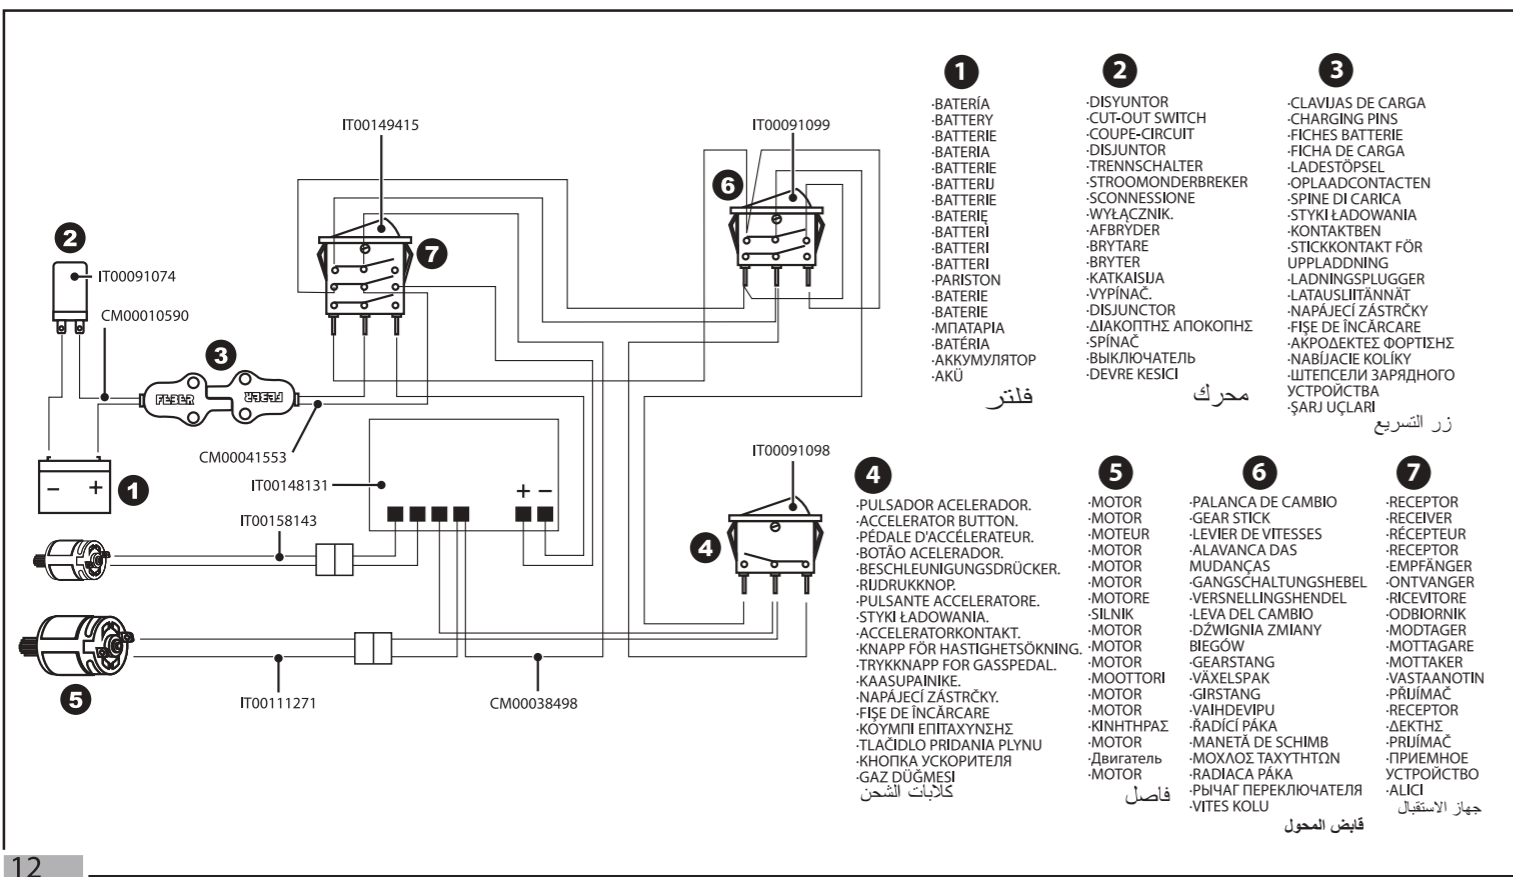 IT00149415
7
IT00091099
6
2
IT00091074
CM00010590
3
FEBER
FEBER
CM00041553
- +
1
IT00148131
+ -
IT00158143
IT00091098
4
5
IT00111271
CM00038498
1
·BATERÍA
·BATTERY
·BATTERIE
·BATERIA
·BATTERIE
·BATTERIJ
·BATTERIE
·BATERIĘ
·BATTERİ
·BATTERI
·BATTERI
·PARISTON
·BATERIE
·BATERIE
·ΜΠΑΤΑΡΙΑ
·BATÉRIA
·АККУМУЛЯТОР
·AKÜ
فلتر
2
·DISYUNTOR
·CUT-OUT SWITCH
·COUPE-CIRCUIT
·DISJUNTOR
·TRENNSCHALTER
·STROOMONDERBREKER
·SCONNESSIONE
·WYŁĄCZNIK.
·AFBRYDER
·BRYTARE
·BRYTER
·KATKAISIJA
·VYPÍNAČ.
·DISJUNCTOR
·ΔΙΑΚΟΠΤΗΣ ΑΠΟΚΟΠΗΣ
·SPÍNAČ
·ВЫКЛЮЧАТЕЛЬ
·DEVRE KESICI
محرك
3
·CLAVIJAS DE CARGA
·CHARGING PINS
·FICHES BATTERIE
·FICHA DE CARGA
·LADESTÖPSEL
·OPLAADCONTACTEN
·SPINE DI CARICA
·STYKI ŁADOWANIA
·KONTAKTBEN
·STICKKONTAKT FÖR
UPPLADDNING
·LADNINGSPLUGGER
·LATAUSLIITÄNNÄT
·NAPÁJECÍ ZÁSTRČKY
·FIŞE DE ÎNCĂRCARE
·ΑΚΡΟΔΕΚΤΕΣ ΦΟΡΤΙΣΗΣ
·NABÍJACIE KOLÍKY
·ШТЕПСЕЛИ ЗАРЯДНОГО
УСТРОЙСТВА
·ŞARJ UÇLARI
زر التسريع
4
·PULSADOR ACELERADOR.
·ACCELERATOR BUTTON.
·PÉDALE D'ACCÉLERATEUR.
·BOTÃO ACELERADOR.
·BESCHLEUNIGUNGSDRÜCKER.
·RIJDRUKKNOP.
·PULSANTE ACCELERATORE.
·STYKI ŁADOWANIA.
·ACCELERATORKONTAKT.
·KNAPP FÖR HASTIGHETSÖKNING.
·TRYKKNAPP FOR GASSPEDAL.
·KAASUPAINIKE.
·NAPÁJECÍ ZÁSTRČKY.
·FIŞE DE ÎNCĂRCARE
·ΚΟΥΜΠΙ ΕΠΙΤΑΧΥΝΣΗΣ
·TLAČIDLO PRIDANIA PLYNU
·КНОПКА УСКОРИТЕЛЯ
·GAZ DÜĞMESI
كلابات الشحن
5
·MOTOR
·MOTOR
·MOTEUR
·MOTOR
·MOTOR
·MOTOR
·MOTORE
·SILNIK
·MOTOR
·MOTOR
·MOTOR
·MOOTTORI
·MOTOR
·MOTOR
·ΚΙΝΗΤΗΡΑΣ
·MOTOR
·Двигатель
·MOTOR
فاصل
6
·PALANCA DE CAMBIO
·GEAR STICK
·LEVIER DE VITESSES
·ALAVANCA DAS
MUDANÇAS
·GANGSCHALTUNGSHEBEL
·VERSNELLINGSHENDEL
·LEVA DEL CAMBIO
·DŹWIGNIA ZMIANY
BIEGÓW
·GEARSTANG
·VÄXELSPAK
·GIRSTANG
·VAIHDEVIPU
·ŘADÍCÍ PÁKA
·MANETĂ DE SCHIMB
·ΜΟΧΛΟΣ ΤΑΧΥΤΗΤΩΝ
·RADIACA PÁKA
·РЫЧАГ ПЕРЕКЛЮЧАТЕЛЯ
·VITES KOLU
قابض المحول
7
·RECEPTOR
·RECEIVER
·RÉCEPTEUR
·RECEPTOR
·EMPFÄNGER
·ONTVANGER
·RICEVITORE
·ODBIORNIK
·MODTAGER
·MOTTAGARE
·MOTTAKER
·VASTAANOTIN
·PŘIJÍMAČ
·RECEPTOR
·ΔΕΚΤΗΣ
·PRIJÍMAČ
·ПРИЕМНОЕ
УСТРОЙСТВО
·ALICI
جهاز الاستقبال
12